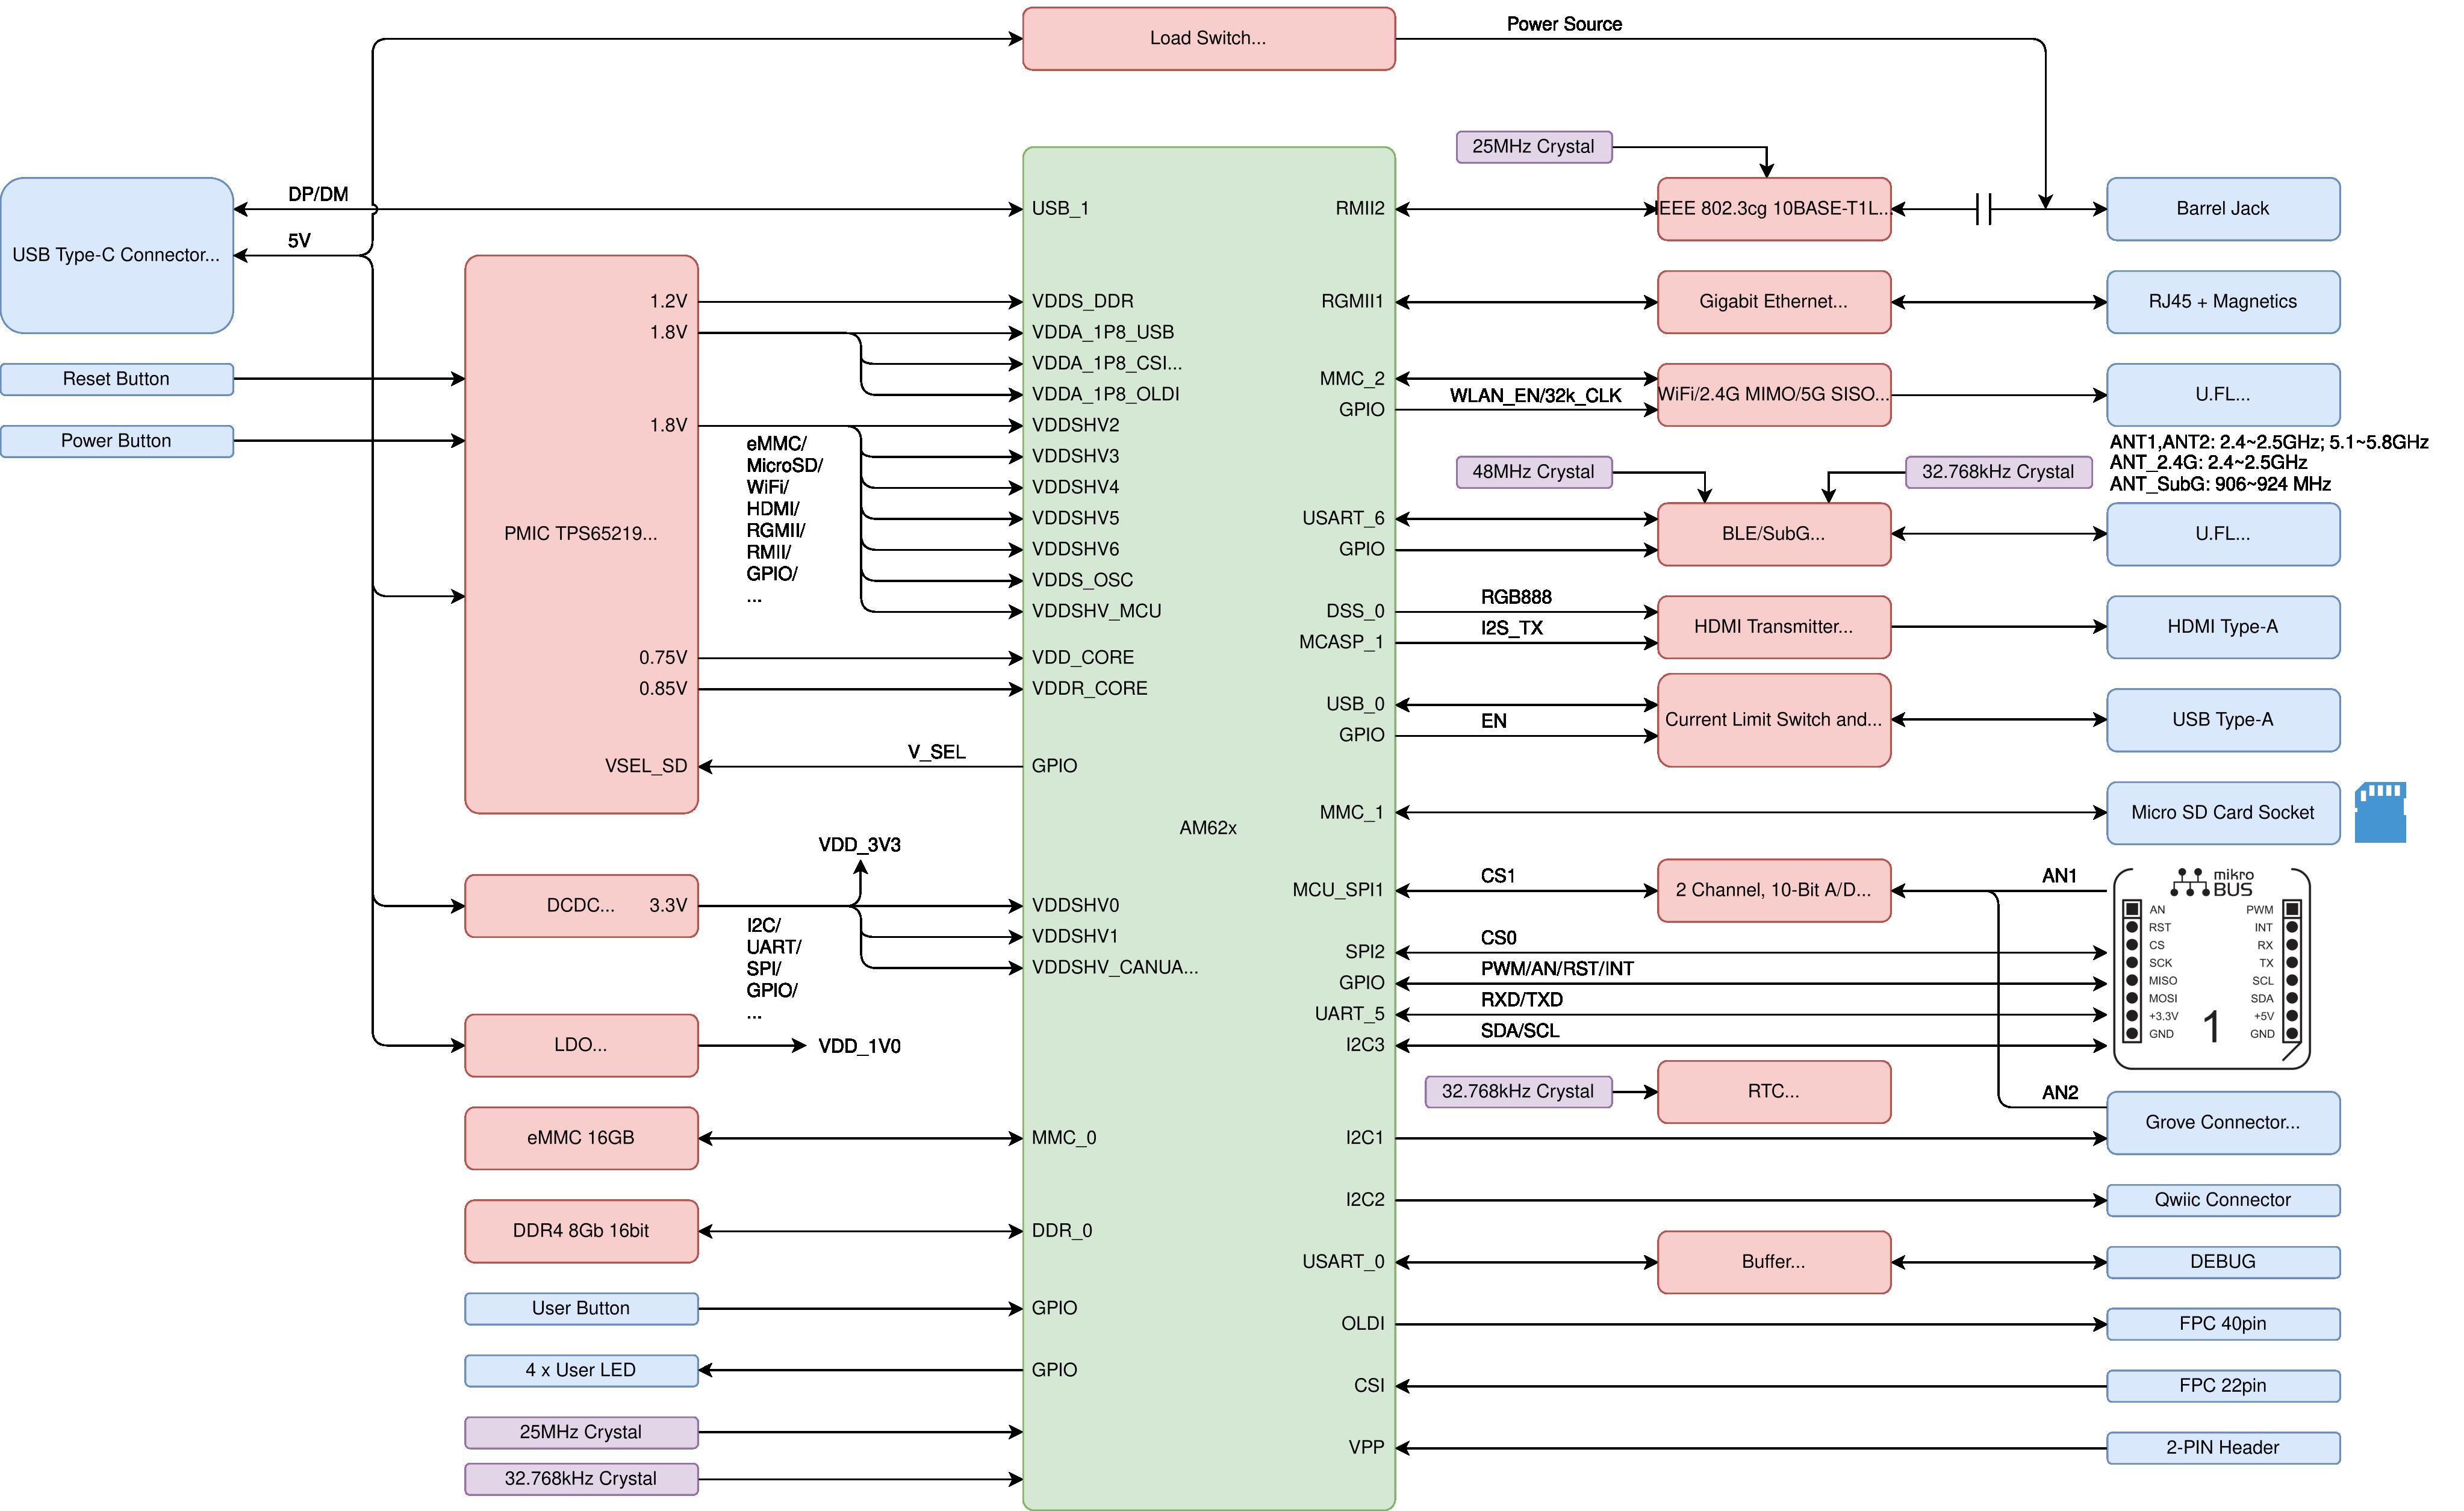 Load Switch...
Power Source
25MHz Crystal
USB Type-C Connector...
DP/DM
5V
USB_1
RMII2
IEEE 802.3cg 10BASE-T1L...
Barrel Jack
Reset Button
Power Button
PMIC TPS65219...
1.2V
1.8V
1.8V
0.75V
0.85V
VSEL_SD
eMMC/
MicroSD/
WiFi/
HDMI/
RGMII/
RMII/
GPIO/
...
V_SEL
VDDS_DDR
VDDA_1P8_USB
VDDA_1P8_CSI...
VDDA_1P8_OLDI
VDDSHV2
VDDSHV3
VDDSHV4
VDDSHV5
VDDSHV6
VDDS_OSC
VDDSHV_MCU
VDD_CORE
VDDR_CORE
GPIO
AM62x
RGMII1
Gigabit Ethernet...
RJ45 + Magnetics
MMC_2
GPIO
WLAN_EN/32k_CLK
WiFi/2.4G MIMO/5G SISO...
U.FL...
ANT1,ANT2: 2.4~2.5GHz; 5.1~5.8GHz
ANT_2.4G: 2.4~2.5GHz
ANT_SubG: 906~924 MHz
48MHz Crystal
32.768kHz Crystal
USART_6
GPIO
BLE/SubG...
U.FL...
DSS_0
RGB888
MCASP_1
I2S_TX
HDMI Transmitter...
HDMI Type-A
USB_0
GPIO
EN
Current Limit Switch and...
USB Type-A
MMC_1
Micro SD Card Socket
VDD_3V3
DCDC...
3.3V
I2C/
UART/
SPI/
GPIO/
...
VDDSHV0
VDDSHV1
VDDSHV_CANUA...
LDO...
VDD_1V0
MCU_SPI1
CS1
2 Channel, 10-Bit A/D...
AN1
SPI2
CS0
GPIO
PWM/AN/RST/INT
UART_5
RXD/TXD
I2C3
SDA/SCL
mikro
BUS
AN
PWM
RST
INT
CS
RX
SCK
TX
MISO
SCL
MOSI
SDA
+3.3V
+5V
GND
GND
1
32.768kHz Crystal
RTC...
AN2
Grove Connector...
eMMC 16GB
MMC_0
I2C1
I2C2
Qwiic Connector
DDR4 8Gb 16bit
DDR_0
USART_0
Buffer...
DEBUG
User Button
GPIO
OLDI
FPC 40pin
4 x User LED
GPIO
CSI
FPC 22pin
25MHz Crystal
VPP
2-PIN Header
32.768kHz Crystal